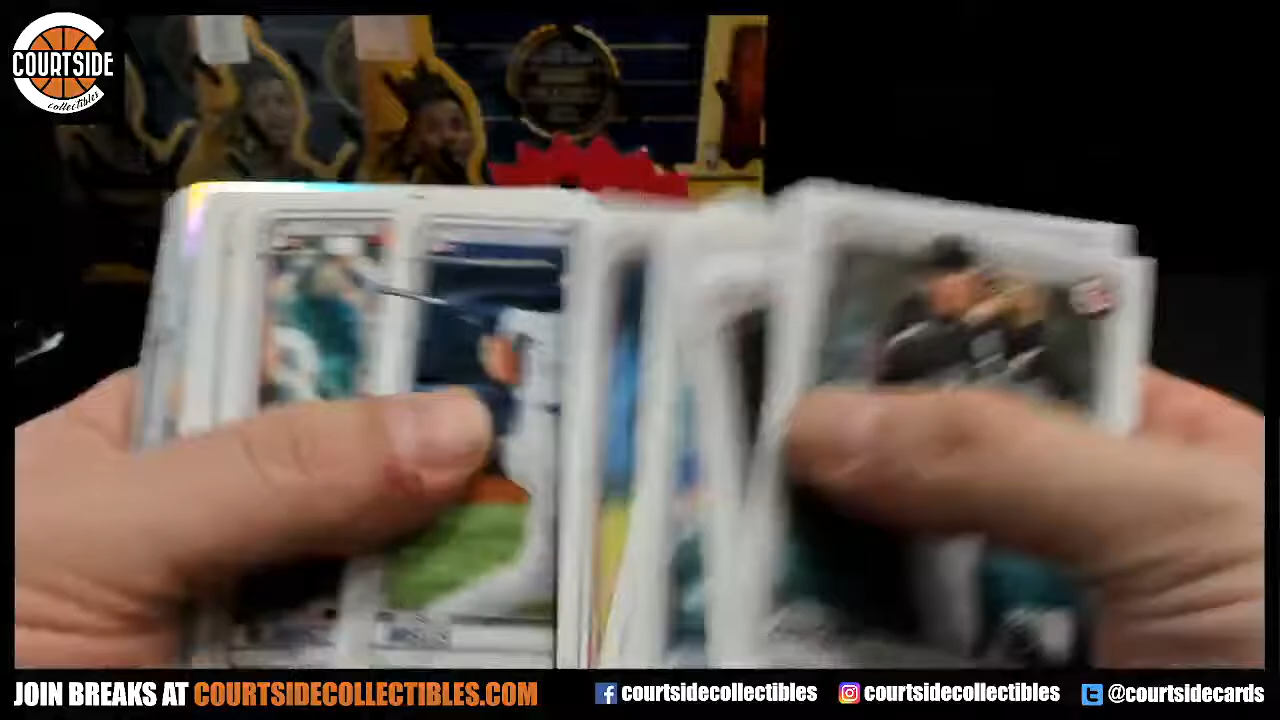 COURTSIDE
collectibles
JOIN BREAKS AT COURTSIDECOLLECTIBLES.COM
courtsidecollectibles
courtsidecollectibles
@courtsidecards